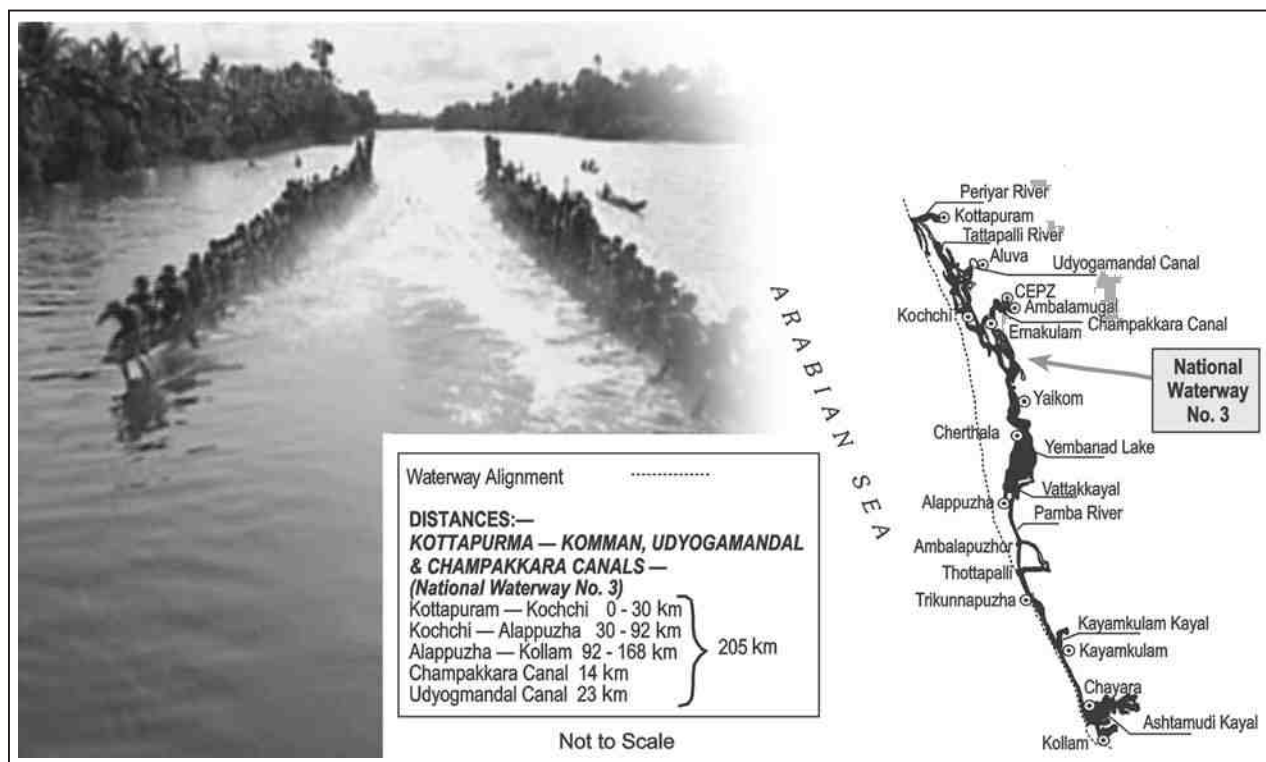 Periyar River
Kottapuram
Tattapalli River
Aluva
Udyogamandal Canal
CEPZ
Ambalamugal
Kochchi
Ernakulam
Champakkara Canal
ARABIAN SEA
National
Waterway
No. 3
Yaikom
Cherthala
Yembanad Lake
Vattakkayal
Alappuzha
Pamba River
Ambalapuzhor
Thottapalli
Trikunnapuzha
Kayamkulam Kayal
Kayamkulam
Chayara
Ashtamudi Kayal
Kollam
Waterway Alignment
DISTANCES:—
KOTTAPURMA — KOMMAN, UDYOGAMANDAL
& CHAMPAKKARA CANALS —
(National Waterway No. 3)
Kottapuram — Kochchi 0 - 30 km
Kochchi — Alappuzha 30 - 92 km
Alappuzha — Kollam 92 - 168 km
Champakkara Canal 14 km
Udyogmandal Canal 23 km
205 km
Not to Scale